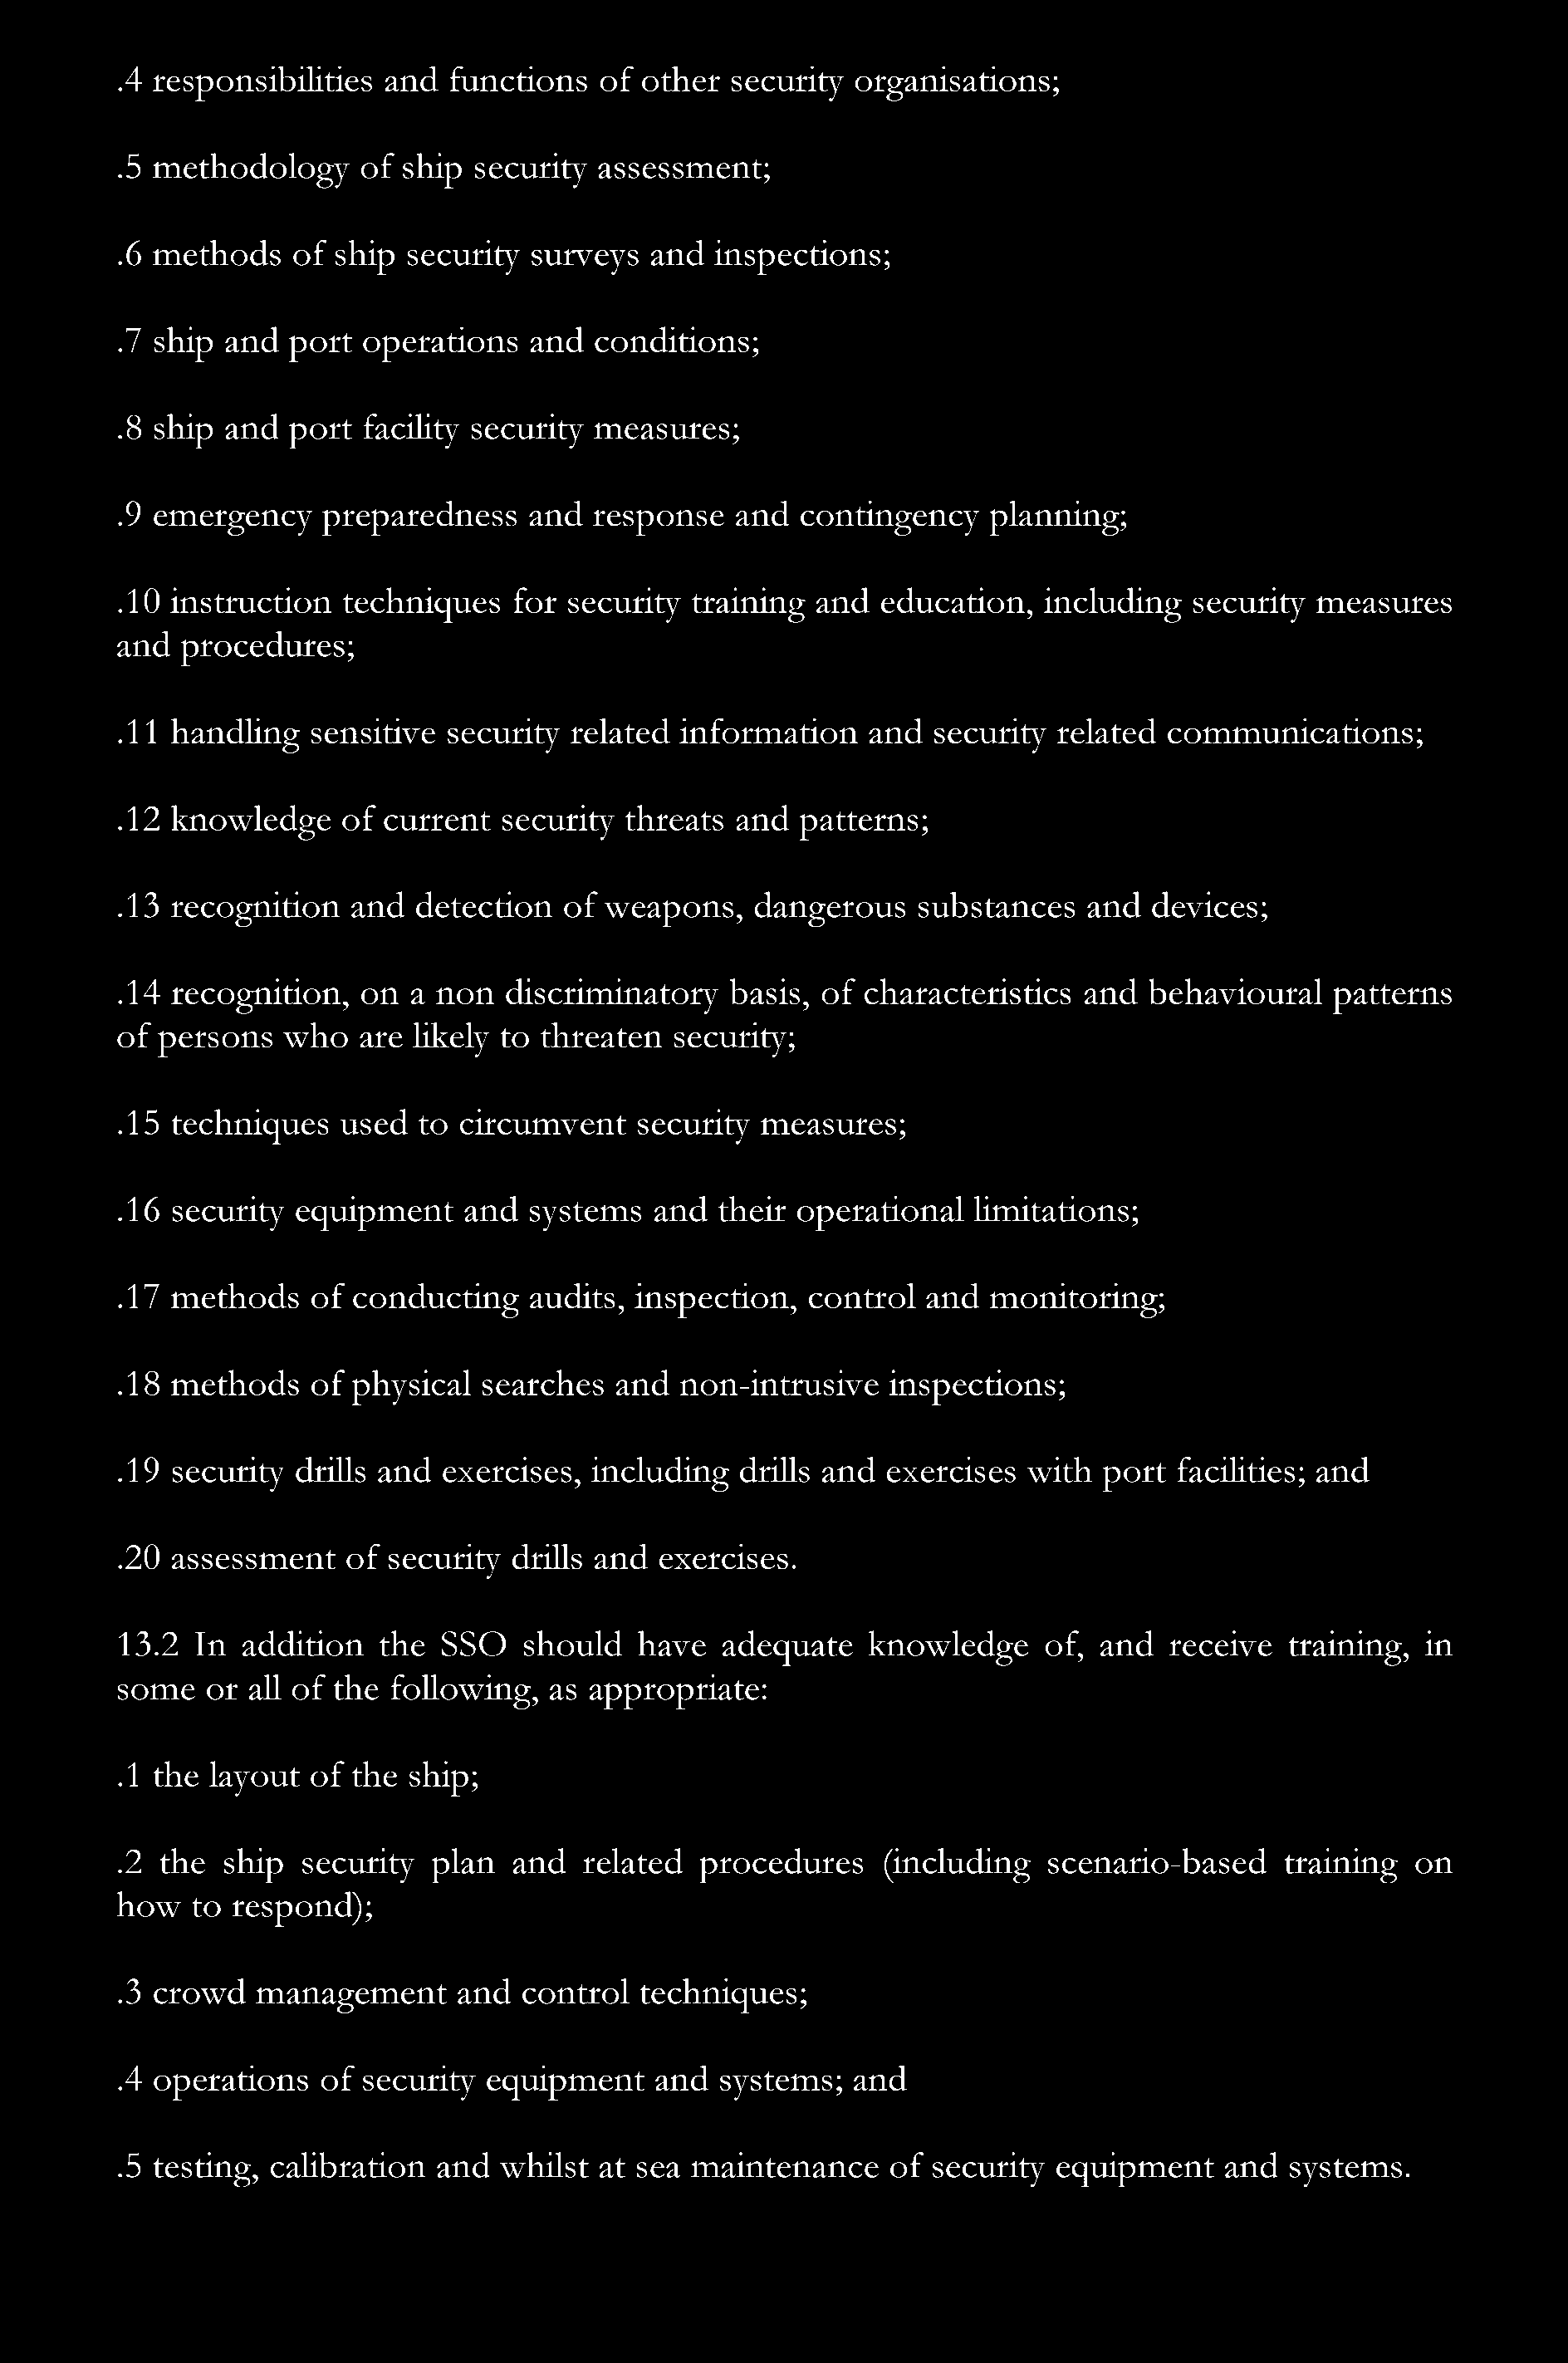 .4 responsibilities and functions of other security organisations;
.5 methodology of ship security assessment;
.6 methods of ship security surveys and inspections;
.7 ship and port operations and conditions;
.8 ship and port facility security measures;
.9 emergency preparedness and response and contingency planning;
.10 instruction techniques for security training and education, including security measures
and procedures;
.11 handling sensitive security related information and security related communications;
.12 knowledge of current security threats and patterns;
.13 recognition and detection of weapons, dangerous substances and devices;
.14 recognition, on a non discriminatory basis, of characteristics and behavioural patterns
of persons who are likely to threaten security;
.15 techniques used to circumvent security measures;
.16 security equipment and systems and their operational limitations;
.17 methods of conducting audits, inspection, control and monitoring;
.18 methods of physical searches and non-intrusive inspections;
.19 security drills and exercises, including drills and exercises with port facilities; and
.20 assessment of security drills and exercises.
13.2 In addition the SSO should have adequate knowledge of, and receive training, in
some or all of the following, as appropriate:
.1 the layout of the ship;
.2 the ship security plan and related procedures (including scenario-based training on
how to respond);
.3 crowd management and control techniques;
.4 operations of security equipment and systems; and
.5 testing, calibration and whilst at sea maintenance of security equipment and systems.